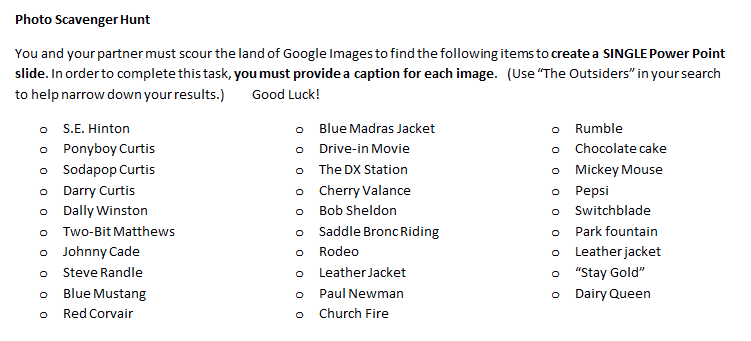 Photo Scavenger Hunt
You and your partner must scour the land of Google Images to find the following items to create a SINGLE Power Point
slide. In order to complete this task, you must provide a caption for each image. (Use “The Outsiders” in your search
to help narrow down your results.) Good Luck!
o S.E. Hinton
o Ponyboy Curtis
o Sodapop Curtis
o Darry Curtis
o Dally Winston
o Two-Bit Matthews
o Johnny Cade
o Steve Randle
o Blue Mustang
o Red Corvair
o Blue Madras Jacket
o Drive-in Movie
o The DX Station
o Cherry Valance
o Bob Sheldon
o Saddle Bronc Riding
o Rodeo
o Leather Jacket
o Paul Newman
o Church Fire
o Rumble
o Chocolate cake
o Mickey Mouse
o Pepsi
o Switchblade
o Park fountain
o Leather jacket
o “Stay Gold”
o Dairy Queen